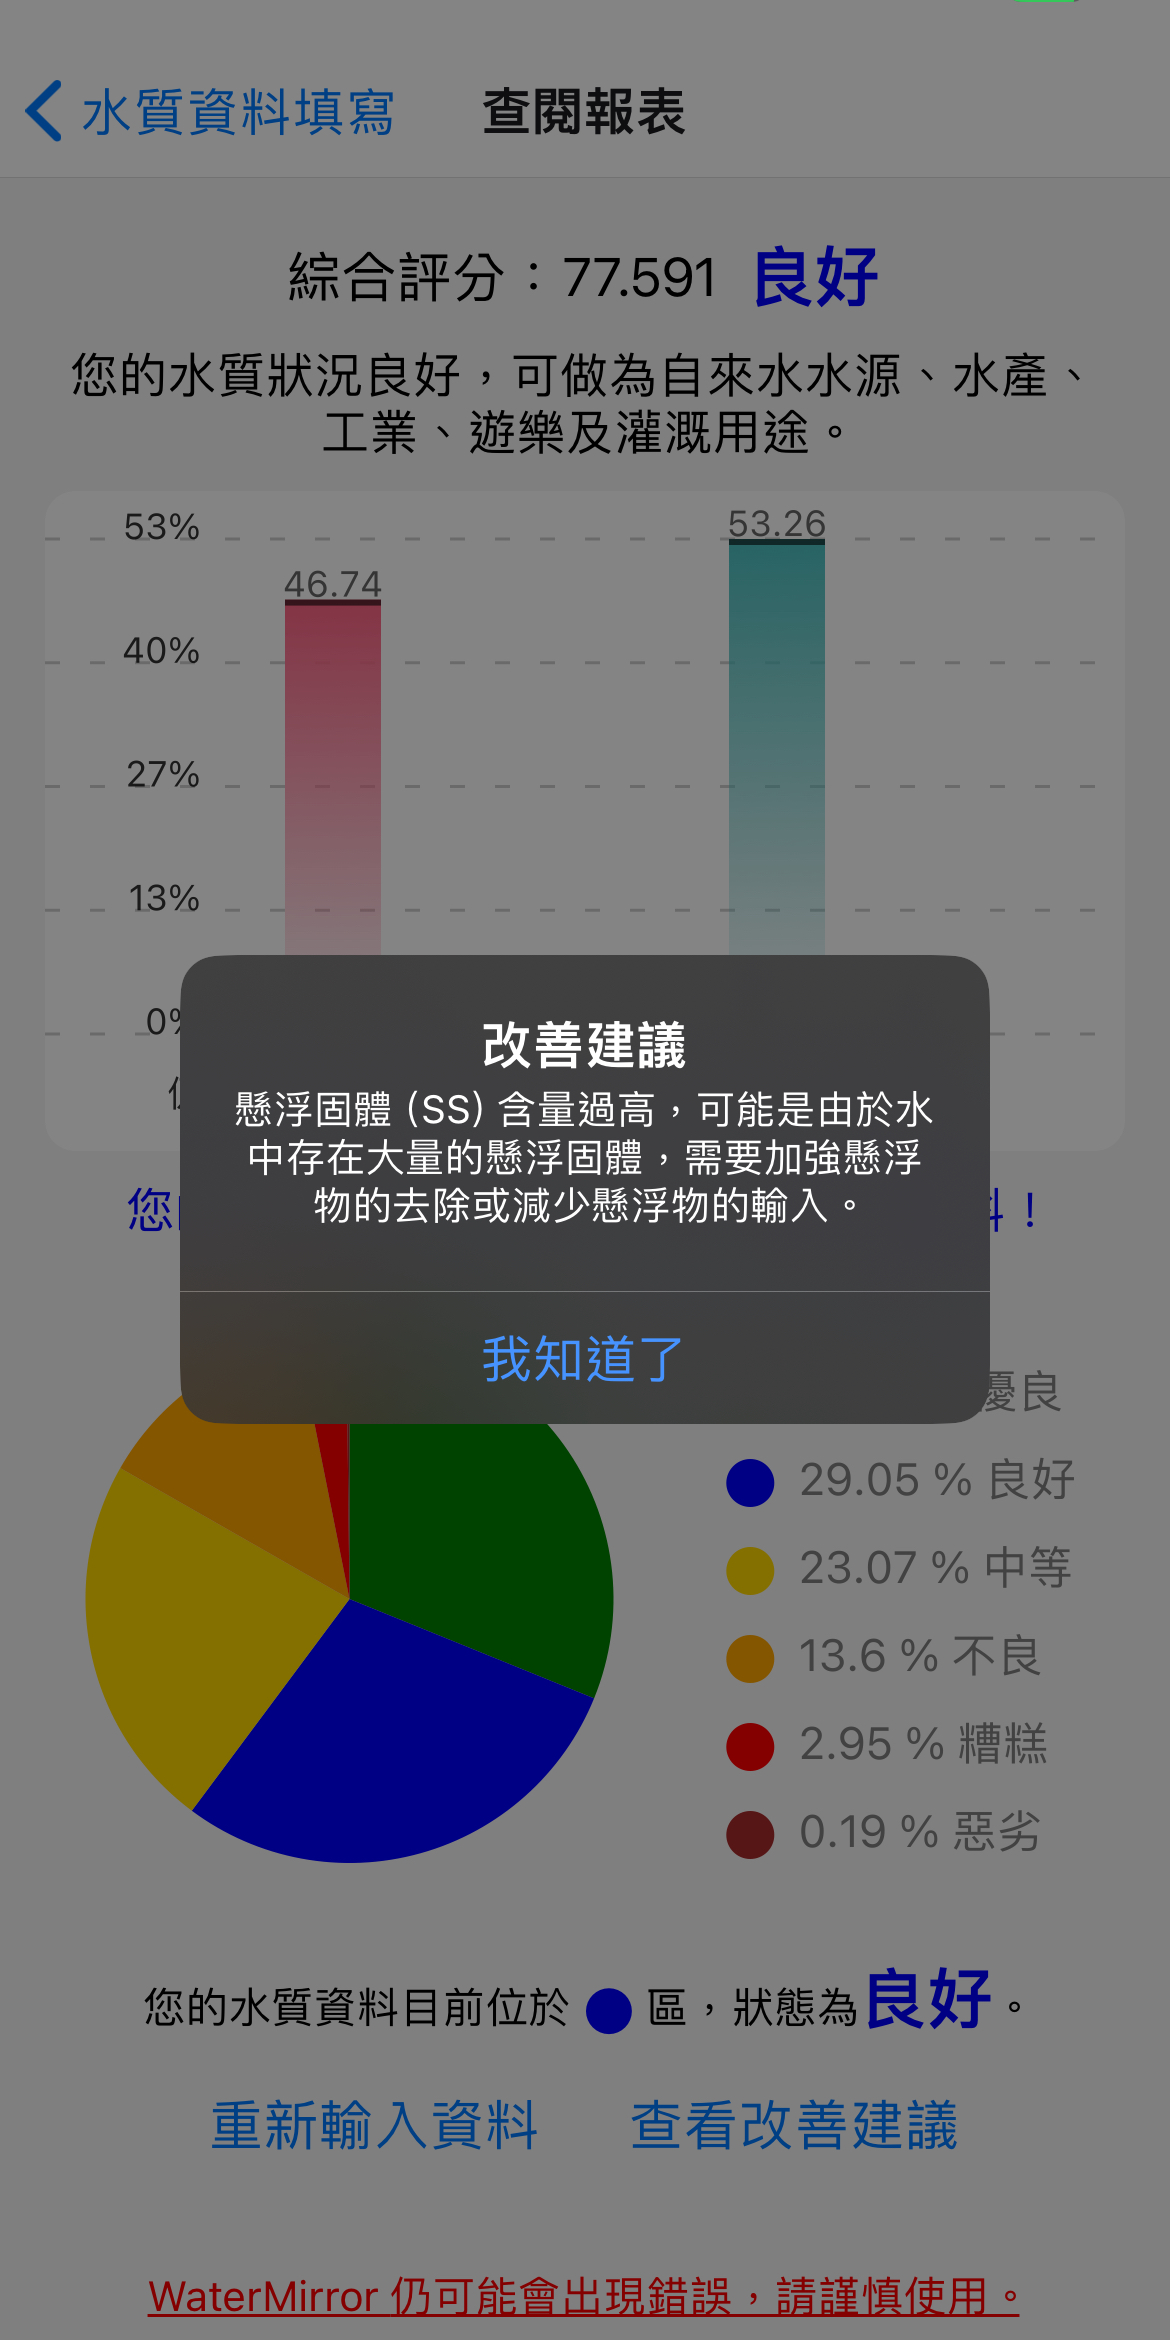 水質資料填寫
查閱報表
綜合評分：77.591 良好
您的水質狀況良好，可做為自來水水源、水產、
工業、遊樂及灌溉用途。
53%
53.26
46.74
40%
27%
13%
0%
改善建議
懸浮固體 (SS) 含量過高，可能是由於水
中存在大量的懸浮固體，需要加強懸浮
物的去除或減少懸浮物的輸入。
您
！
我知道了
優良
29.05 % 良好
23.07 % 中等
13.6 % 不良
2.95 % 糟糕
0.19 % 惡劣
您的水質資料目前位於 區，狀態為良好。
重新輸入資料 查看改善建議
WaterMirror 仍可能會出現錯誤，請謹慎使用。